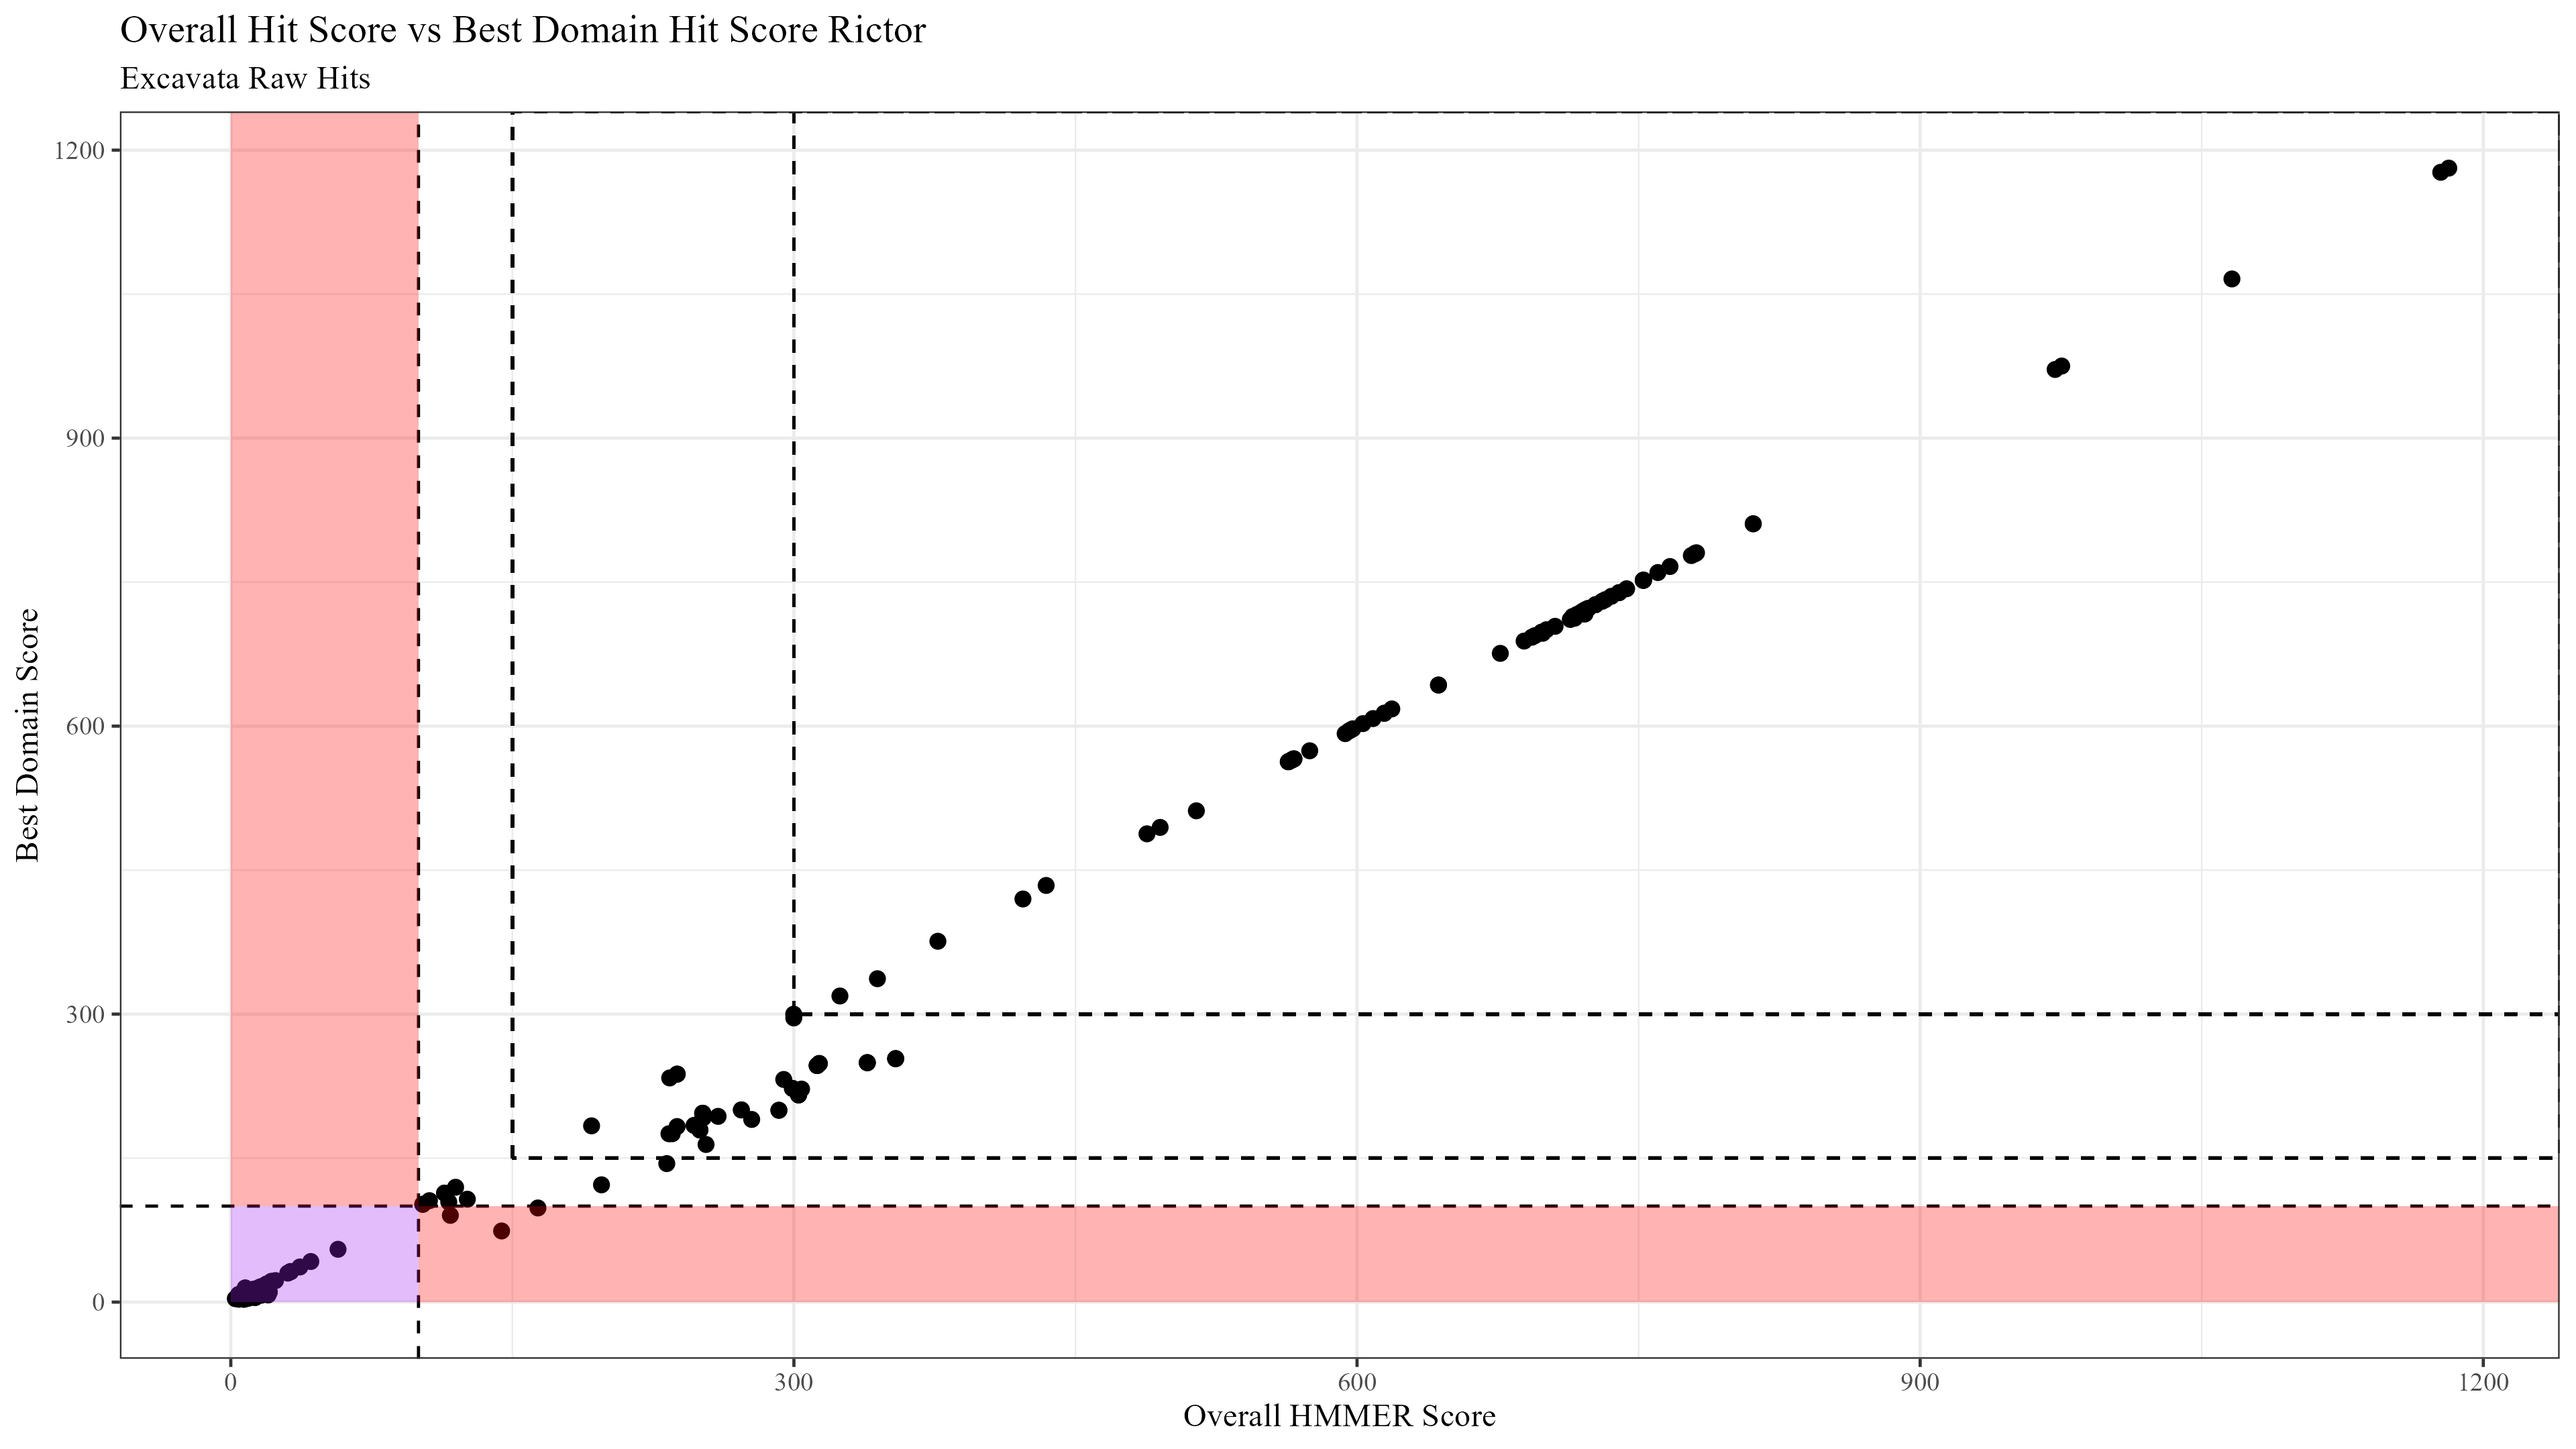 Overall Hit Score vs Best Domain Hit Score Rictor
Excavata Raw Hits
Best Domain Score
1200
900
600
300
0
0 300 600 900 1200
Overall HMMER Score